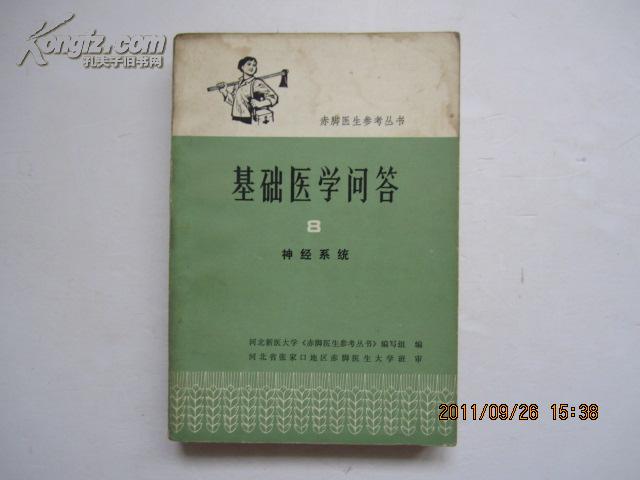 Kongfz.com
孔夫子旧书网
赤脚医生参考丛书
基础医学问答
8
神经系统
河北新医大学《赤脚医生参考丛书》编写组 编
河北省张家口地区赤脚医生大学班 审
2011/09/26 15:38